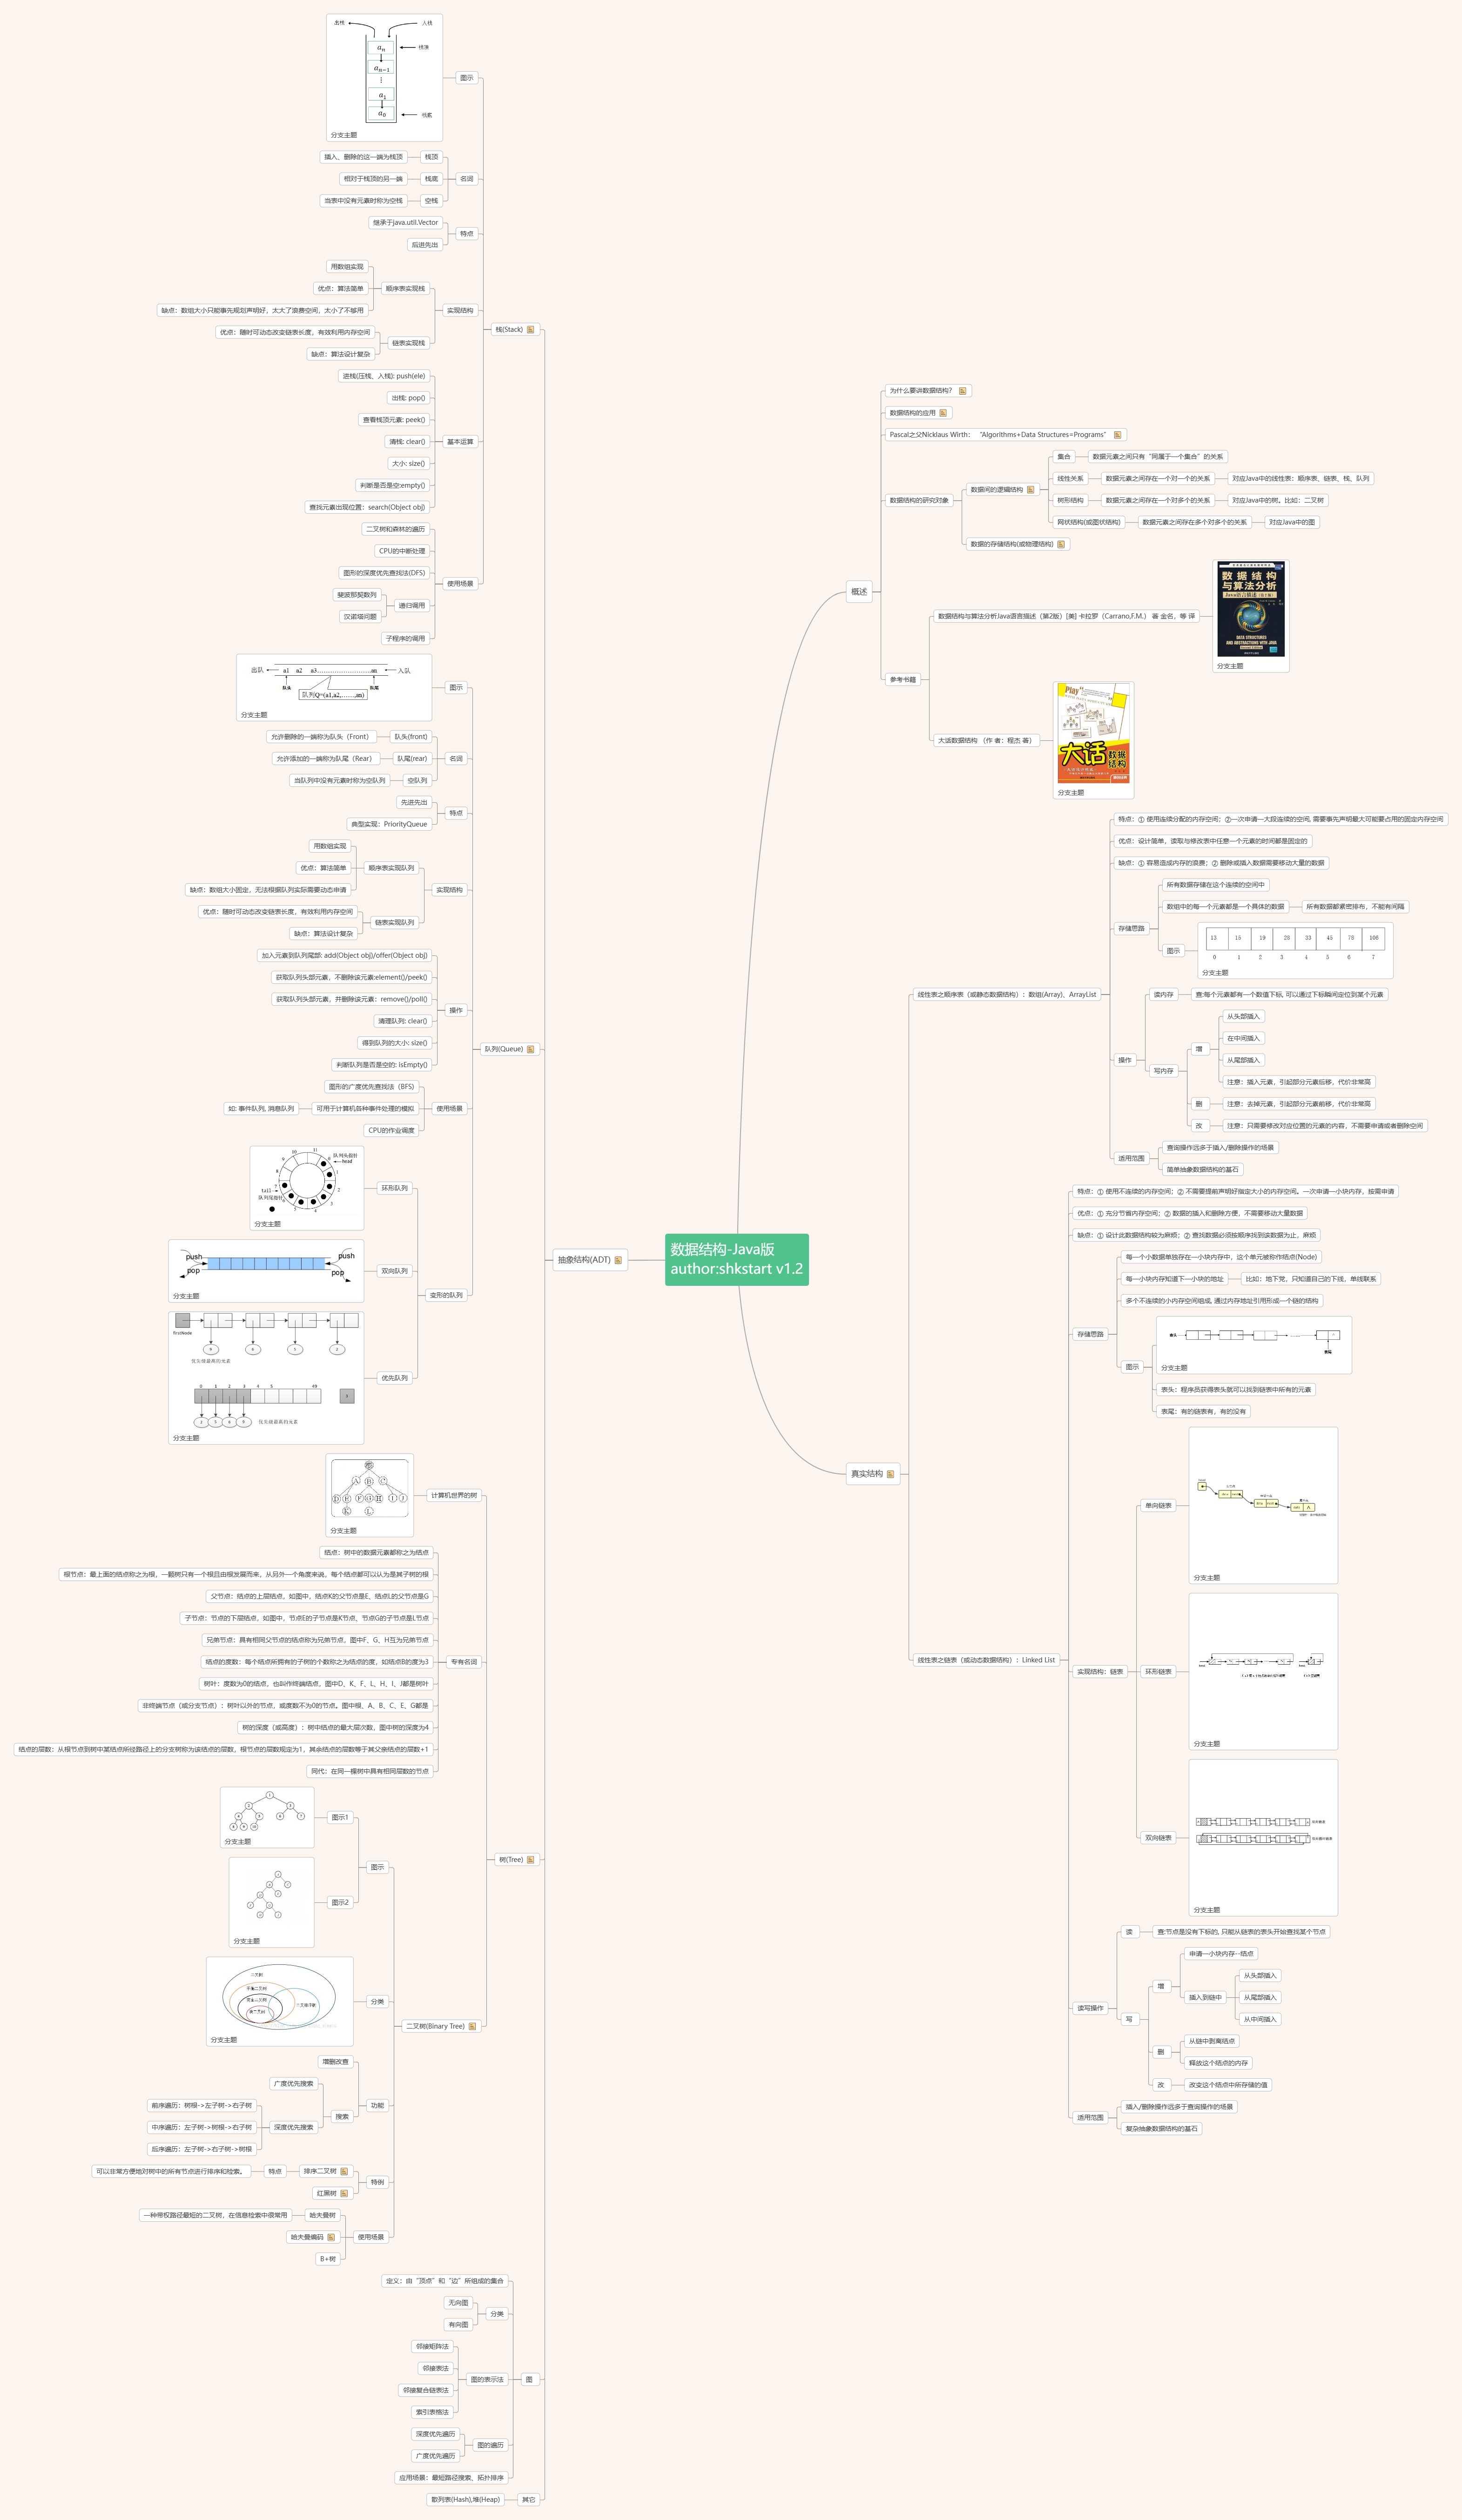 数据结构-Java版
author:shkstart v1.2
概述
为什么要讲数据结构？
数据结构的应用
Pascal之父Nicklaus Wirth： “Algorithms+Data Structures=Programs”
数据结构的研究对象
数据间的逻辑结构
集合
数据元素之间只有“同属于一个集合”的关系
线性关系
数据元素之间存在一个对一个的关系
对应Java中的线性表：顺序表、链表、栈、队列
树形结构
数据元素之间存在一个对多个的关系
对应Java中的树。比如：二叉树
网状结构(或图状结构)
数据元素之间存在多个对多个的关系
对应Java中的图
数据的存储结构(或物理结构)
参考书籍
数据结构与算法分析Java语言描述（第2版）[美] 卡拉罗（Carrano,F.M.） 著 金名，等 译
数据结构
与算法分析
DATA STRUCTURES
AND ABSTRACTIONS WITH JAVA
分支主题
大话数据结构 （作 者：程杰 著）
Play
大话
数据
结构
分支主题
真实结构
线性表之顺序表（或静态数据结构）：数组(Array)、ArrayList
特点：① 使用连续分配的内存空间；②一次申请一大段连续的空间, 需要事先声明最大可能要占用的固定内存空间
优点：设计简单，读取与修改表中任意一个元素的时间都是固定的
缺点：① 容易造成内存的浪费；② 删除或插入数据需要移动大量的数据
存储思路
所有数据存储在这个连续的空间中
数组中的每一个元素都是一个具体的数据
所有数据都紧密排布，不能有间隔
图示
13 15 19 28 33 45 78 106
0 1 2 3 4 5 6 7
分支主题
操作
读内存
查:每个元素都有一个数值下标, 可以通过下标瞬间定位到某个元素
写内存
增
从头部插入
在中间插入
从尾部插入
注意：插入元素，引起部分元素后移，代价非常高
删
注意：去掉元素，引起部分元素前移，代价非常高
改
注意：只需要修改对应位置的元素的内容，不需要申请或者删除空间
适用范围
查询操作远多于插入/删除操作的场景
简单抽象数据结构的基石
线性表之链表（或动态数据结构）：Linked List
特点：① 使用不连续的内存空间；② 不需要提前声明好指定大小的内存空间。一次申请一小块内存，按需申请
优点：① 充分节省内存空间；② 数据的插入和删除方便，不需要移动大量数据
缺点：① 设计此数据结构较为麻烦；② 查找数据必须按顺序找到该数据为止，麻烦
存储思路
每一个小数据单独存在一小块内存中，这个单元被称作结点(Node)
每一小块内存知道下一小块的地址
比如：地下党，只知道自己的下线，单线联系
多个不连续的小内存空间组成, 通过内存地址引用形成一个链的结构
图示
表头
表尾
分支主题
表头：程序员获得表头就可以找到链表中所有的元素
表尾：有的链表有，有的没有
实现结构：链表
单向链表
分支主题
环形链表
分支主题
双向链表
分支主题
读写操作
读
查:节点是没有下标的, 只能从链表的表头开始查找某个节点
写
增
申请一小块内存--结点
插入到链中
从头部插入
从尾部插入
从中间插入
删
从链中剥离结点
释放这个结点的内存
改
改变这个结点中所存储的值
适用范围
插入/删除操作远多于查询操作的场景
复杂抽象数据结构的基石
抽象结构(ADT)
栈(Stack)
图示
出栈
入栈
an
栈顶
an−1
⋮
a1
a0
栈底
分支主题
名词
栈顶
插入、删除的这一端为栈顶
栈底
相对于栈顶的另一端
空栈
当表中没有元素时称为空栈
特点
继承于java.util.Vector
后进先出
实现结构
顺序表实现栈
用数组实现
优点：算法简单
缺点：数组大小只能事先规划声明好，太大了浪费空间，太小了不够用
链表实现栈
优点：随时可动态改变链表长度，有效利用内存空间
缺点：算法设计复杂
基本运算
进栈(压栈、入栈): push(ele)
出栈: pop()
查看栈顶元素: peek()
清栈: clear()
大小: size()
判断是否是空:empty()
查找元素出现位置：search(Object obj)
使用场景
二叉树和森林的遍历
CPU的中断处理
图形的深度优先查找法(DFS)
递归调用
斐波那契数列
汉诺塔问题
子程序的调用
队列(Queue)
图示
出队
a1 a2 a3……………………an
入队
队头
队尾
队列Q=(a1,a2,……,an)
分支主题
名词
队头(front)
允许删除的一端称为队头（Front）
队尾(rear)
允许添加的一端称为队尾（Rear）
空队列
当队列中没有元素时称为空队列
特点
先进先出
典型实现：PriorityQueue
实现结构
顺序表实现队列
用数组实现
优点：算法简单
缺点：数组大小固定，无法根据队列实际需要动态申请
链表实现队列
优点：随时可动态改变链表长度，有效利用内存空间
缺点：算法设计复杂
操作
加入元素到队列尾部: add(Object obj)/offer(Object obj)
获取队列头部元素，不删除该元素:element()/peek()
获取队列头部元素，并删除该元素：remove()/poll()
清理队列: clear()
得到队列的大小: size()
判断队列是否是空的: isEmpty()
使用场景
图形的广度优先查找法（BFS）
可用于计算机各种事件处理的模拟
如: 事件队列, 消息队列
CPU的作业调度
变形的队列
环形队列
队列头指针
head
tail
队列尾指针
分支主题
双向队列
push
pop
push
pop
分支主题
优先队列
firstNode
优先级最高的元素
0 1 2 3 4 5 49
优先级最高的元素
分支主题
树(Tree)
计算机世界的树
A B C
D E F G H I J
K L
分支主题
专有名词
结点：树中的数据元素都称之为结点
根节点：最上面的结点称之为根，一颗树只有一个根且由根发展而来，从另外一个角度来说，每个结点都可以认为是其子树的根
父节点：结点的上层结点，如图中，结点K的父节点是E、结点L的父节点是G
子节点：节点的下层结点，如图中，节点E的子节点是K节点、节点G的子节点是L节点
兄弟节点：具有相同父节点的结点称为兄弟节点，图中F、G、H互为兄弟节点
结点的度数：每个结点所拥有的子树的个数称之为结点的度，如结点B的度为3
树叶：度数为0的结点，也叫作终端结点，图中D、K、F、L、H、I、J都是树叶
非终端节点（或分支节点）：树叶以外的节点，或度数不为0的节点。图中根、A、B、C、E、G都是
树的深度（或高度）：树中结点的最大层次数，图中树的深度为4
结点的层数：从根节点到树中某结点所经路径上的分支树称为该结点的层数，根节点的层数规定为1，其余结点的层数等于其父亲结点的层数+1
同代：在同一棵树中具有相同层数的节点
二叉树(Binary Tree)
图示
图示1
1
2 3
4 5 6 7
8 9 10
分支主题
图示2
分支主题
分类
二叉树
平衡二叉树
完全二叉树
满二叉树
二叉排序树
分支主题
功能
增删改查
搜索
广度优先搜索
深度优先搜索
前序遍历：树根->左子树->右子树
中序遍历：左子树->树根->右子树
后序遍历：左子树->右子树->树根
特例
排序二叉树
特点
可以非常方便地对树中的所有节点进行排序和检索。
红黑树
使用场景
哈夫曼树
一种带权路径最短的二叉树，在信息检索中很常用
哈夫曼编码
B+树
图
定义：由“顶点”和“边”所组成的集合
分类
无向图
有向图
图的表示法
邻接矩阵法
邻接表法
邻接复合链表法
索引表格法
图的遍历
深度优先遍历
广度优先遍历
应用场景：最短路径搜索、拓扑排序
其它
散列表(Hash),堆(Heap)